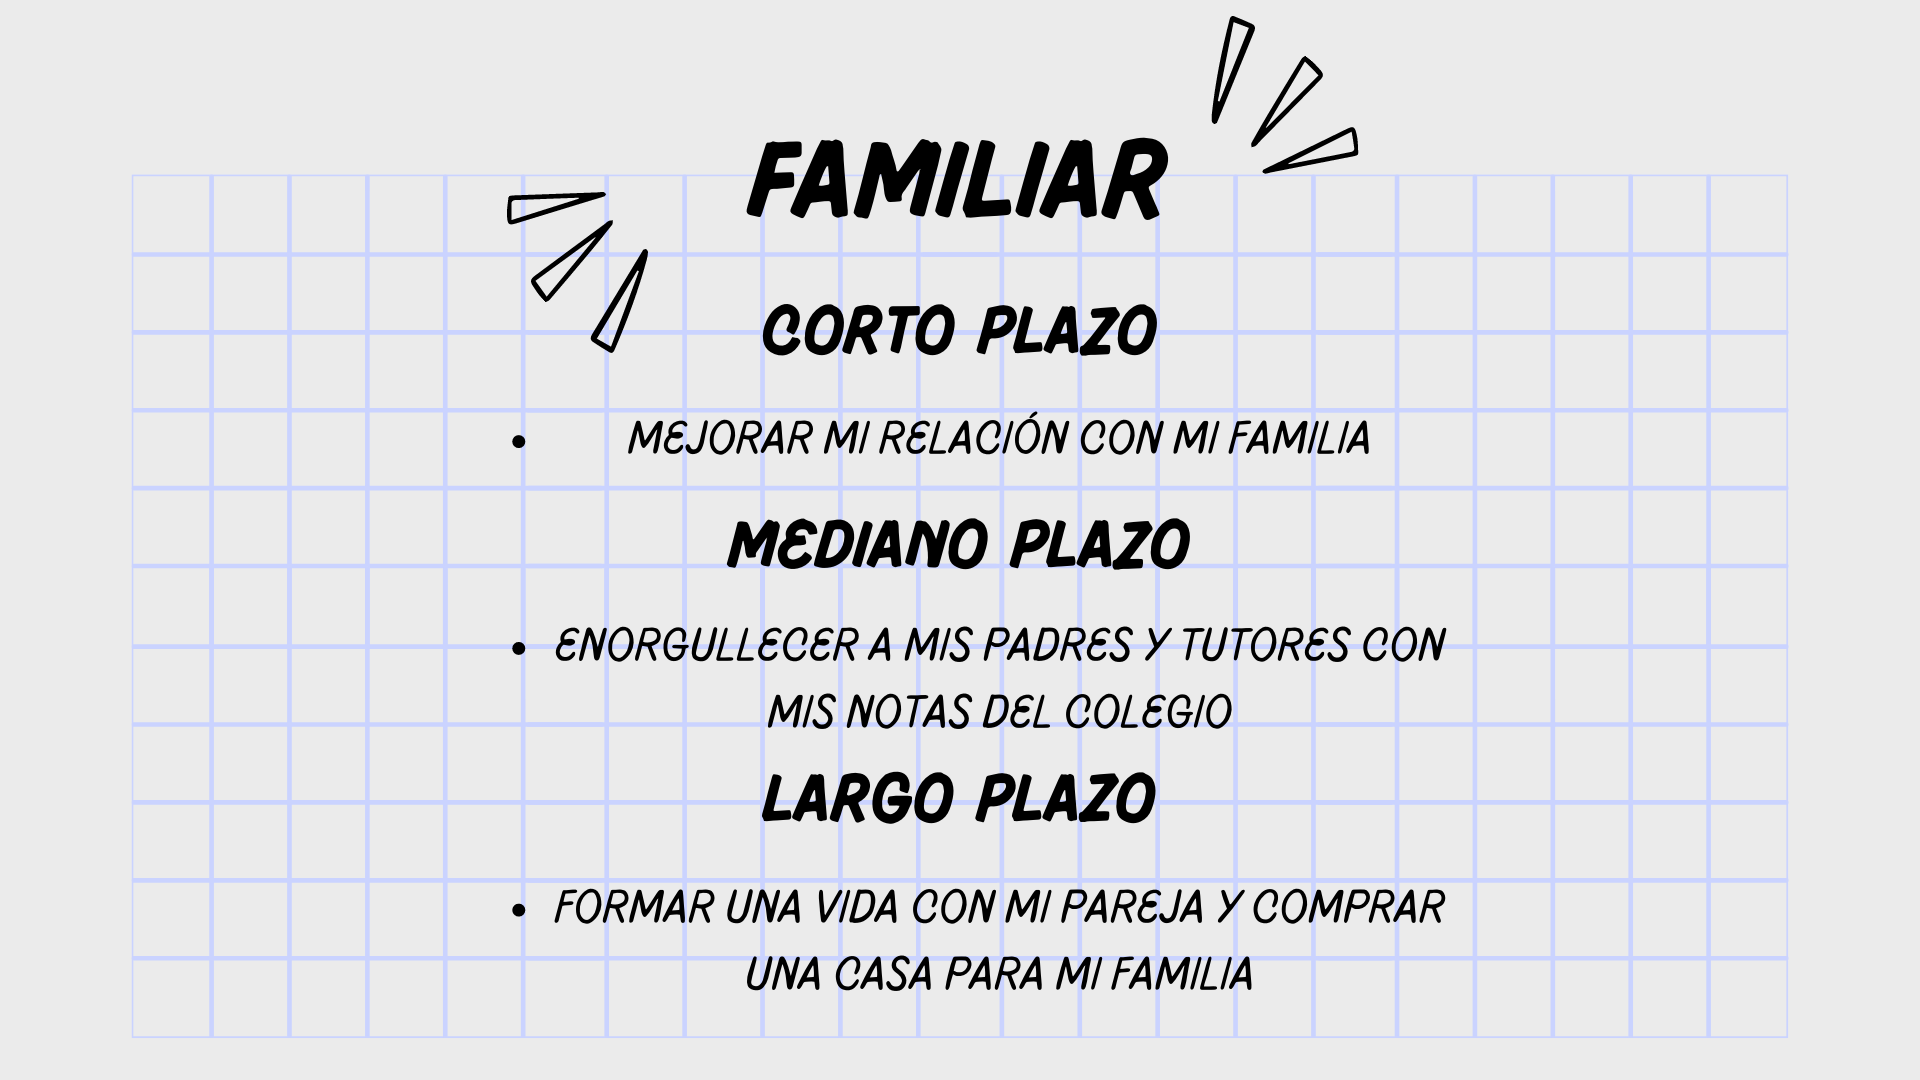 FAMILIAR
CORTO PLAZO
• MEJORAR MI RELACIÓN CON MI FAMILIA
MEDIANO PLAZO
• ENORGULLECER A MIS PADRES Y TUTORES CON
MIS NOTAS DEL COLEGIO
LARGO PLAZO
• FORMAR UNA VIDA CON MI PAREJA Y COMPRAR
UNA CASA PARA MI FAMILIA